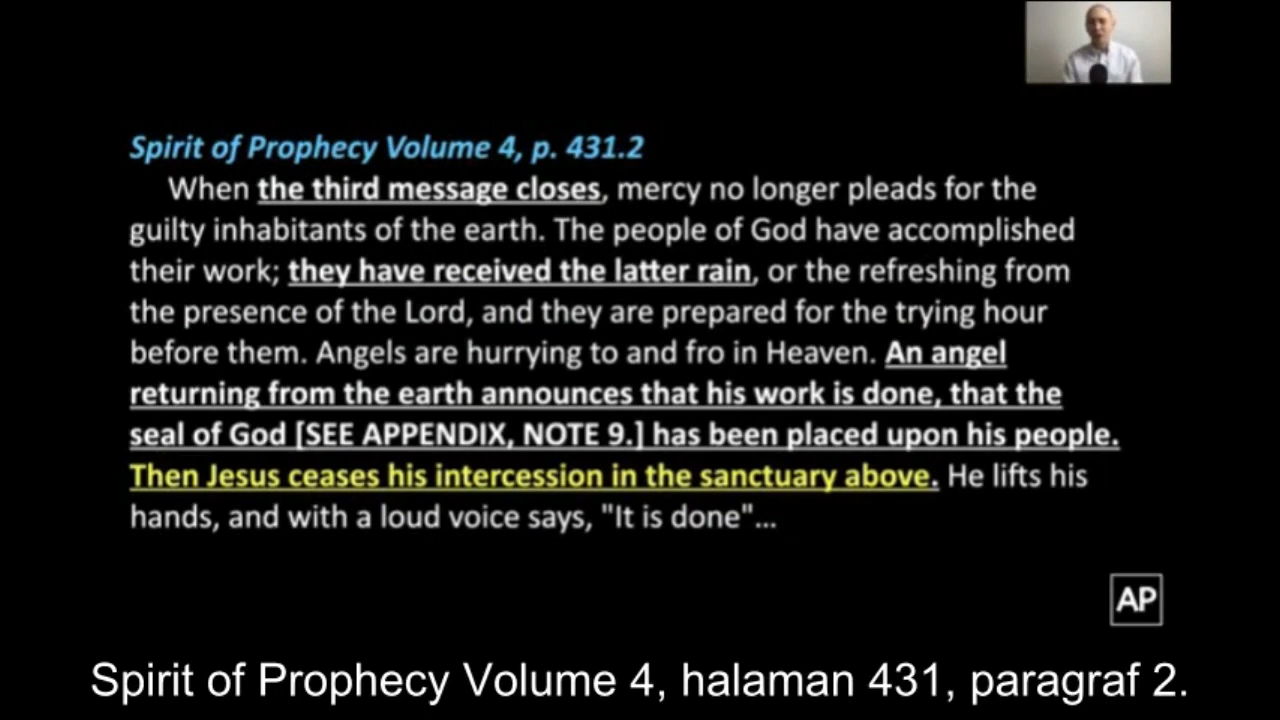 Spirit of Prophecy Volume 4, p. 431.2
When the third message closes, mercy no longer pleads for the
guilty inhabitants of the earth. The people of God have accomplished
their work; they have received the latter rain, or the refreshing from
the presence of the Lord, and they are prepared for the trying hour
before them. Angels are hurrying to and fro in Heaven. An angel
returning from the earth announces that his work is done, that the
seal of God [SEE APPENDIX, NOTE 9.] has been placed upon his people.
Then Jesus ceases his intercession in the sanctuary above. He lifts his
hands, and with a loud voice says, "It is done"...
AP
Spirit of Prophecy Volume 4, halaman 431, paragraf 2.